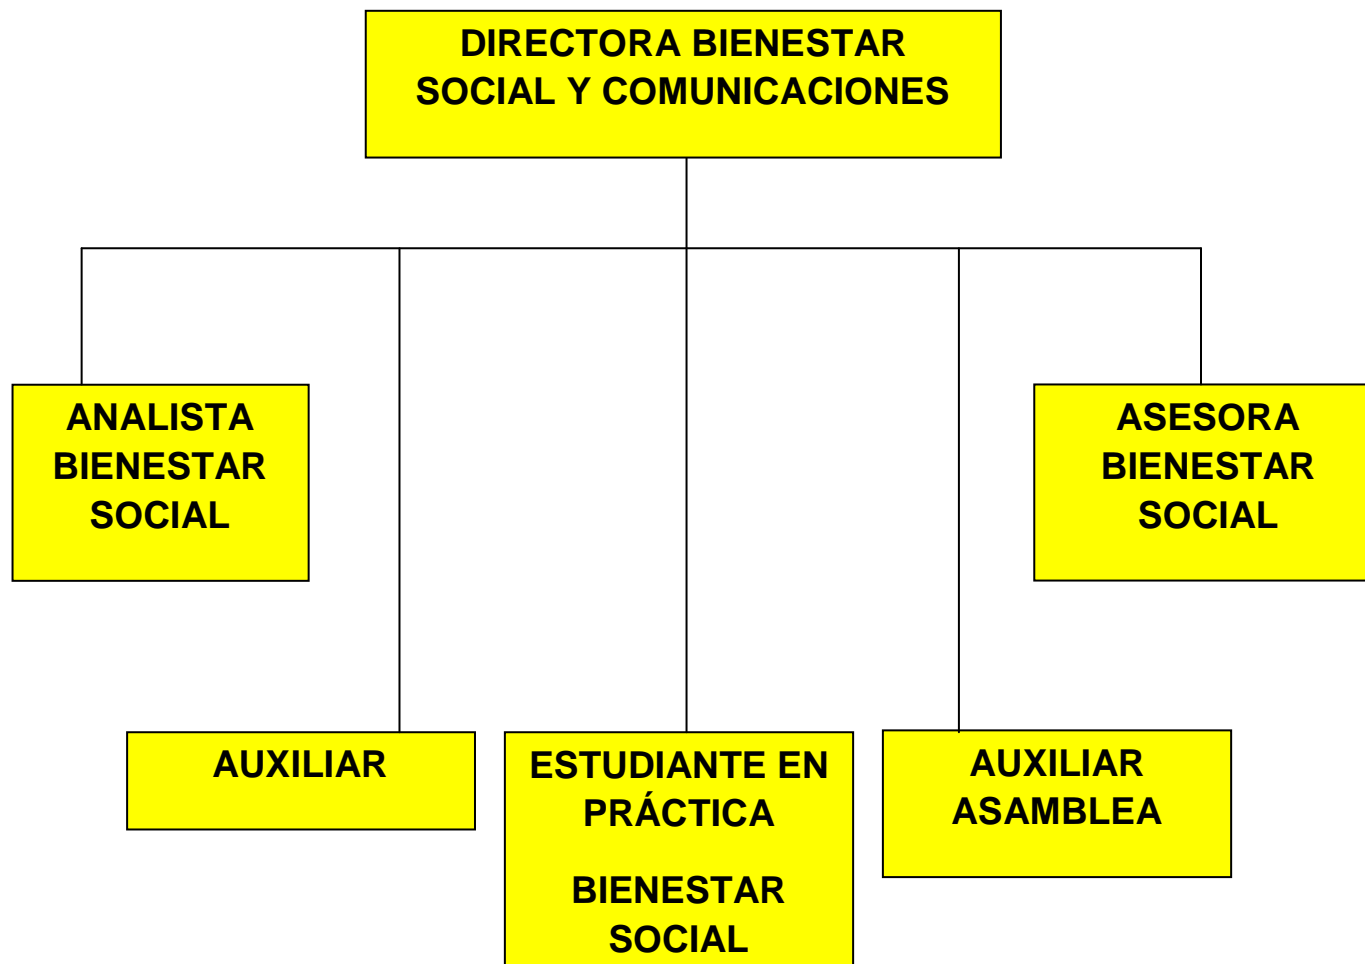 DIRECTORA BIENESTAR
SOCIAL Y COMUNICACIONES
ANALISTA
BIENESTAR
SOCIAL
ASESORA
BIENESTAR
SOCIAL
AUXILIAR
ESTUDIANTE EN
PRÁCTICA
BIENESTAR
SOCIAL
AUXILIAR
ASAMBLEA